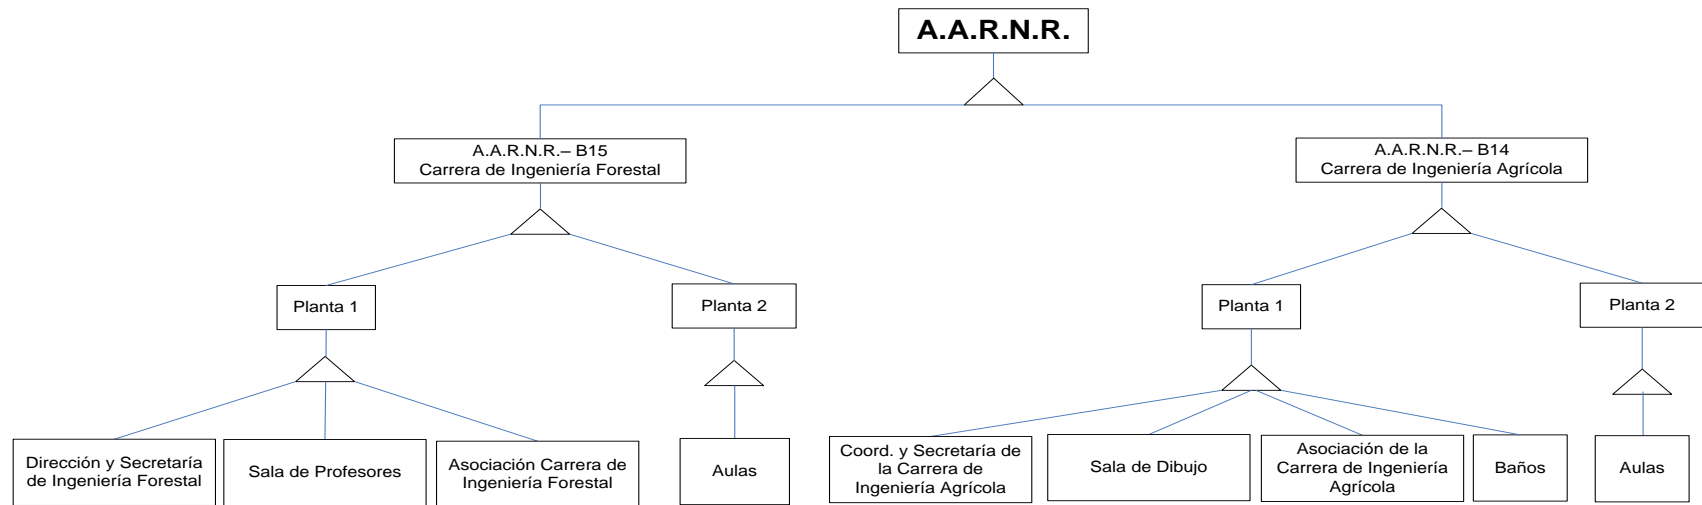 A.A.R.N.R.
A.A.R.N.R.– B15
Carrera de Ingeniería Forestal
A.A.R.N.R.– B14
Carrera de Ingeniería Agrícola
Planta 1
Planta 2
Planta 1
Planta 2
Dirección y Secretaría
de Ingeniería Forestal
Sala de Profesores
Asociación Carrera de
Ingeniería Forestal
Aulas
Coord. y Secretaría de
la Carrera de
Ingeniería Agrícola
Sala de Dibujo
Asociación de la
Carrera de Ingeniería
Agrícola
Baños
Aulas